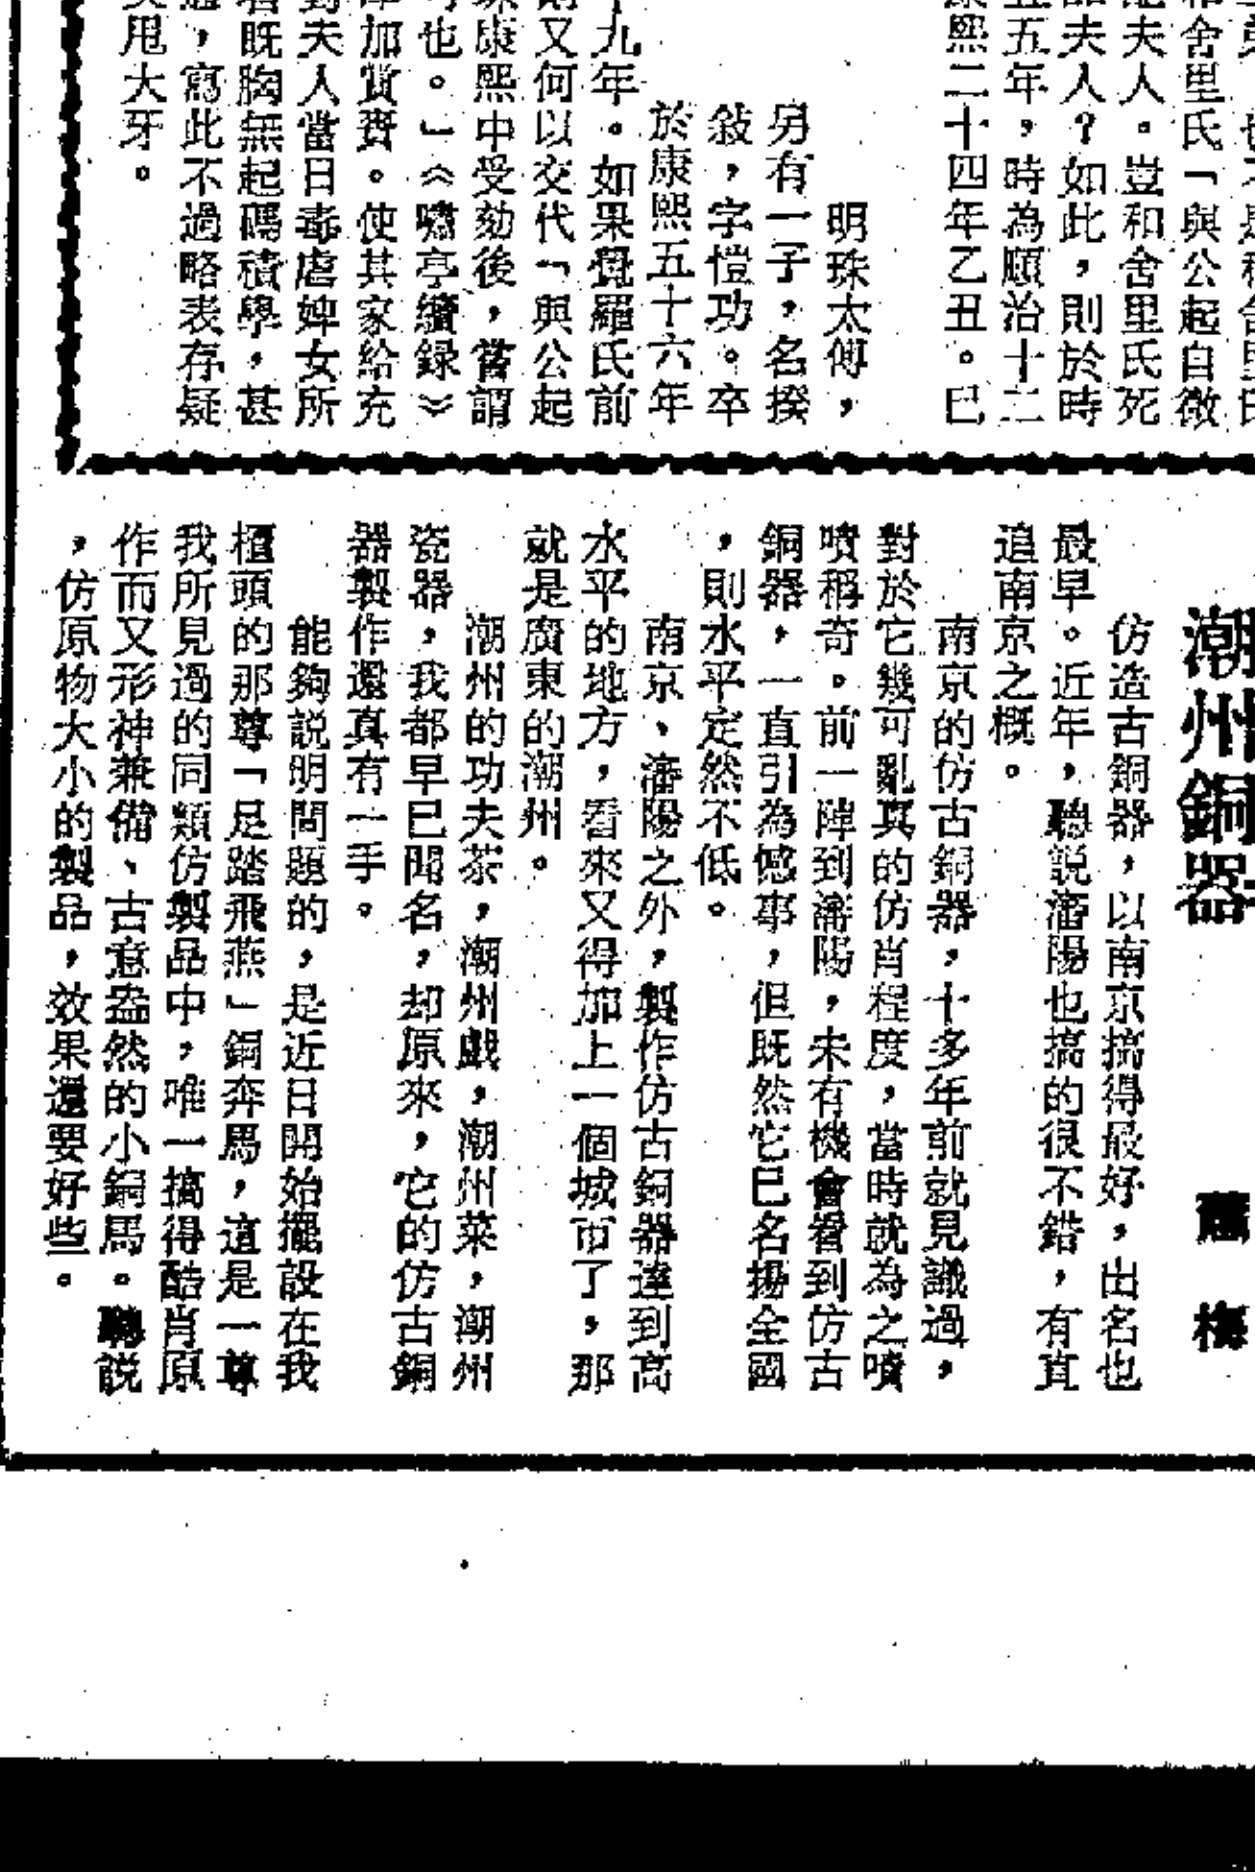 和舍里氏「與公起自微
夫人。豈和舍里氏死
夫人？如此，則於時
五年，時為順治十二
熙二十四年乙丑。已
明珠太傅，
另有一子，名揆
敍，字愷功。卒
於康熙五十六年
九年。如果覺羅氏前
又何以交代「與公起
康熙中受劾後，嘗謂
也。」《嘯亭續録》
加賞賚。使其家給充
夫人當日毒虐婢女所
既胸無起碼積學，甚
，寫此不過略表存疑
甩大牙。
潮州銅器
蕭 梅
仿造古銅器，以南京搞得最好，出名也
最早。近年，聽説瀋陽也搞的很不錯，有直
追南京之概。
南京的仿古銅器，十多年前就見識過，
對於它幾可亂真的仿肖程度，當時就為之嘖
嘖稱奇。前一陣到瀋陽，未有機會看到仿古
銅器，一直引為憾事，但既然它已名揚全國
，則水平定然不低。
南京、瀋陽之外，製作仿古銅器達到高
水平的地方，看來又得加上一個城市了，那
就是廣東的潮州。
潮州的功夫茶，潮州戲，潮州菜，潮州
瓷器，我都早已聞名，却原來，它的仿古銅
器製作還真有一手。
能夠説明問題的，是近日開始擺設在我
櫃頭的那尊「足踏飛燕」銅奔馬，這是一尊
我所見過的同類仿製品中，唯一搞得酷肖原
作而又形神兼備、古意盎然的小銅馬。聽説
，仿原物大小的製品，效果還要好些。